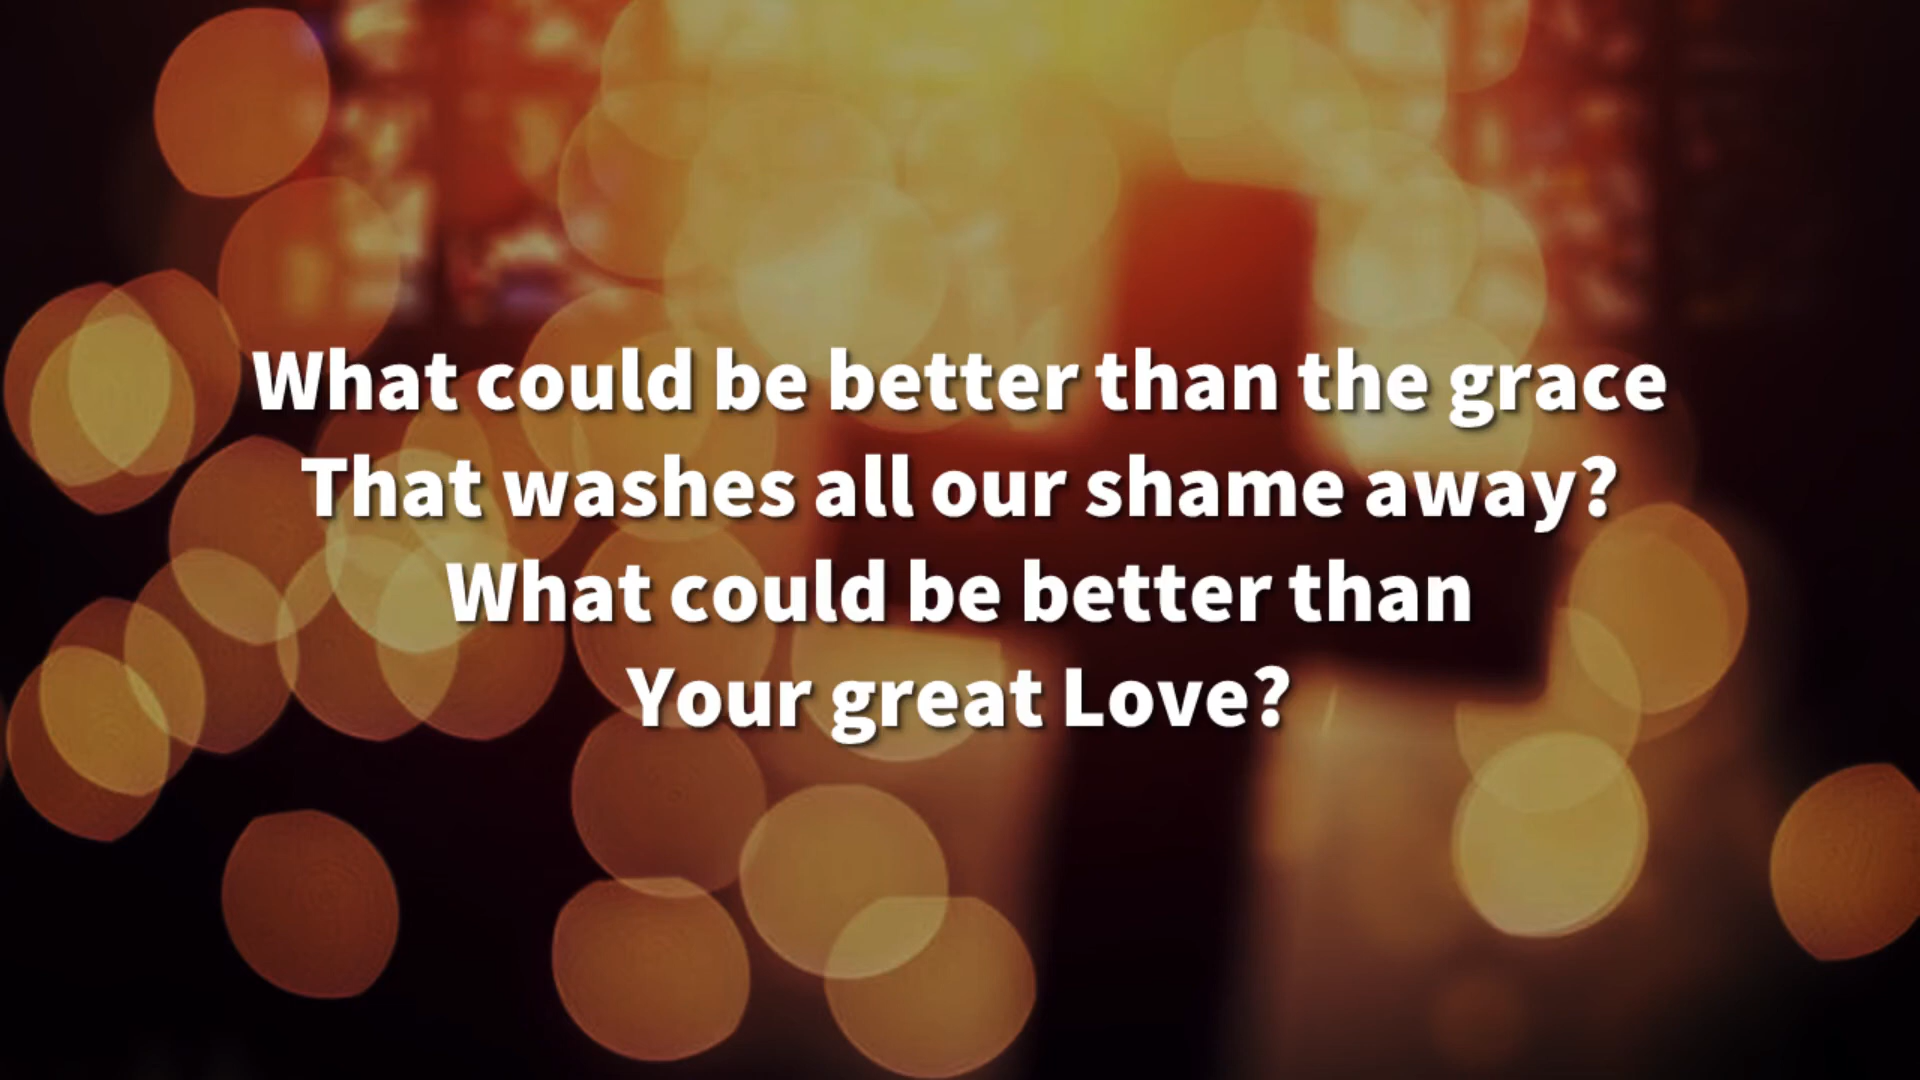 What could be better than the grace
That washes all our shame away?
What could be better than
Your great Love?